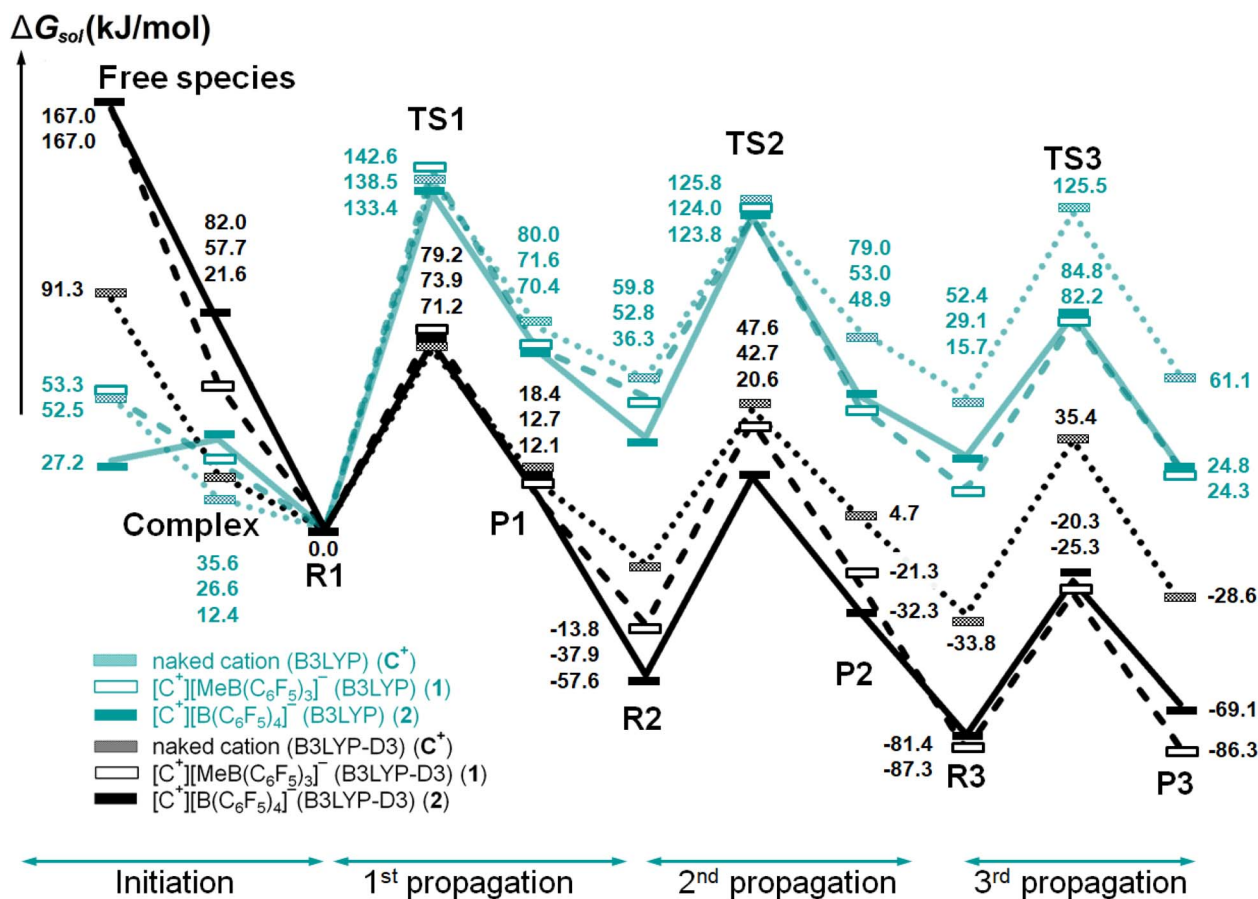 ΔGsol(kJ/mol)
Free species
167.0
167.0
82.0
57.7
21.6
91.3
53.3
52.5
27.2
Complex
35.6
26.6
12.4
0.0
R1
TS1
142.6
138.5
133.4
79.2
73.9
71.2
80.0
71.6
70.4
18.4
12.7
12.1
P1
59.8
52.8
36.3
-13.8
-37.9
-57.6
R2
TS2
125.8
124.0
123.8
47.6
42.7
20.6
79.0
53.0
48.9
4.7
-21.3
-32.3
P2
52.4
29.1
15.7
-33.8
-81.4
-87.3
R3
TS3
125.5
84.8
82.2
35.4
-20.3
-25.3
61.1
24.8
24.3
-28.6
-69.1
-86.3
P3
naked cation (B3LYP) (C⁺)
[C⁺][MeB(C₆F₅)₃]⁻ (B3LYP) (1)
[C⁺][B(C₆F₅)₄]⁻ (B3LYP) (2)
naked cation (B3LYP-D3) (C⁺)
[C⁺][MeB(C₆F₅)₃]⁻ (B3LYP-D3) (1)
[C⁺][B(C₆F₅)₄]⁻(B3LYP-D3) (2)
Initiation
1st propagation
2nd propagation
3rd propagation